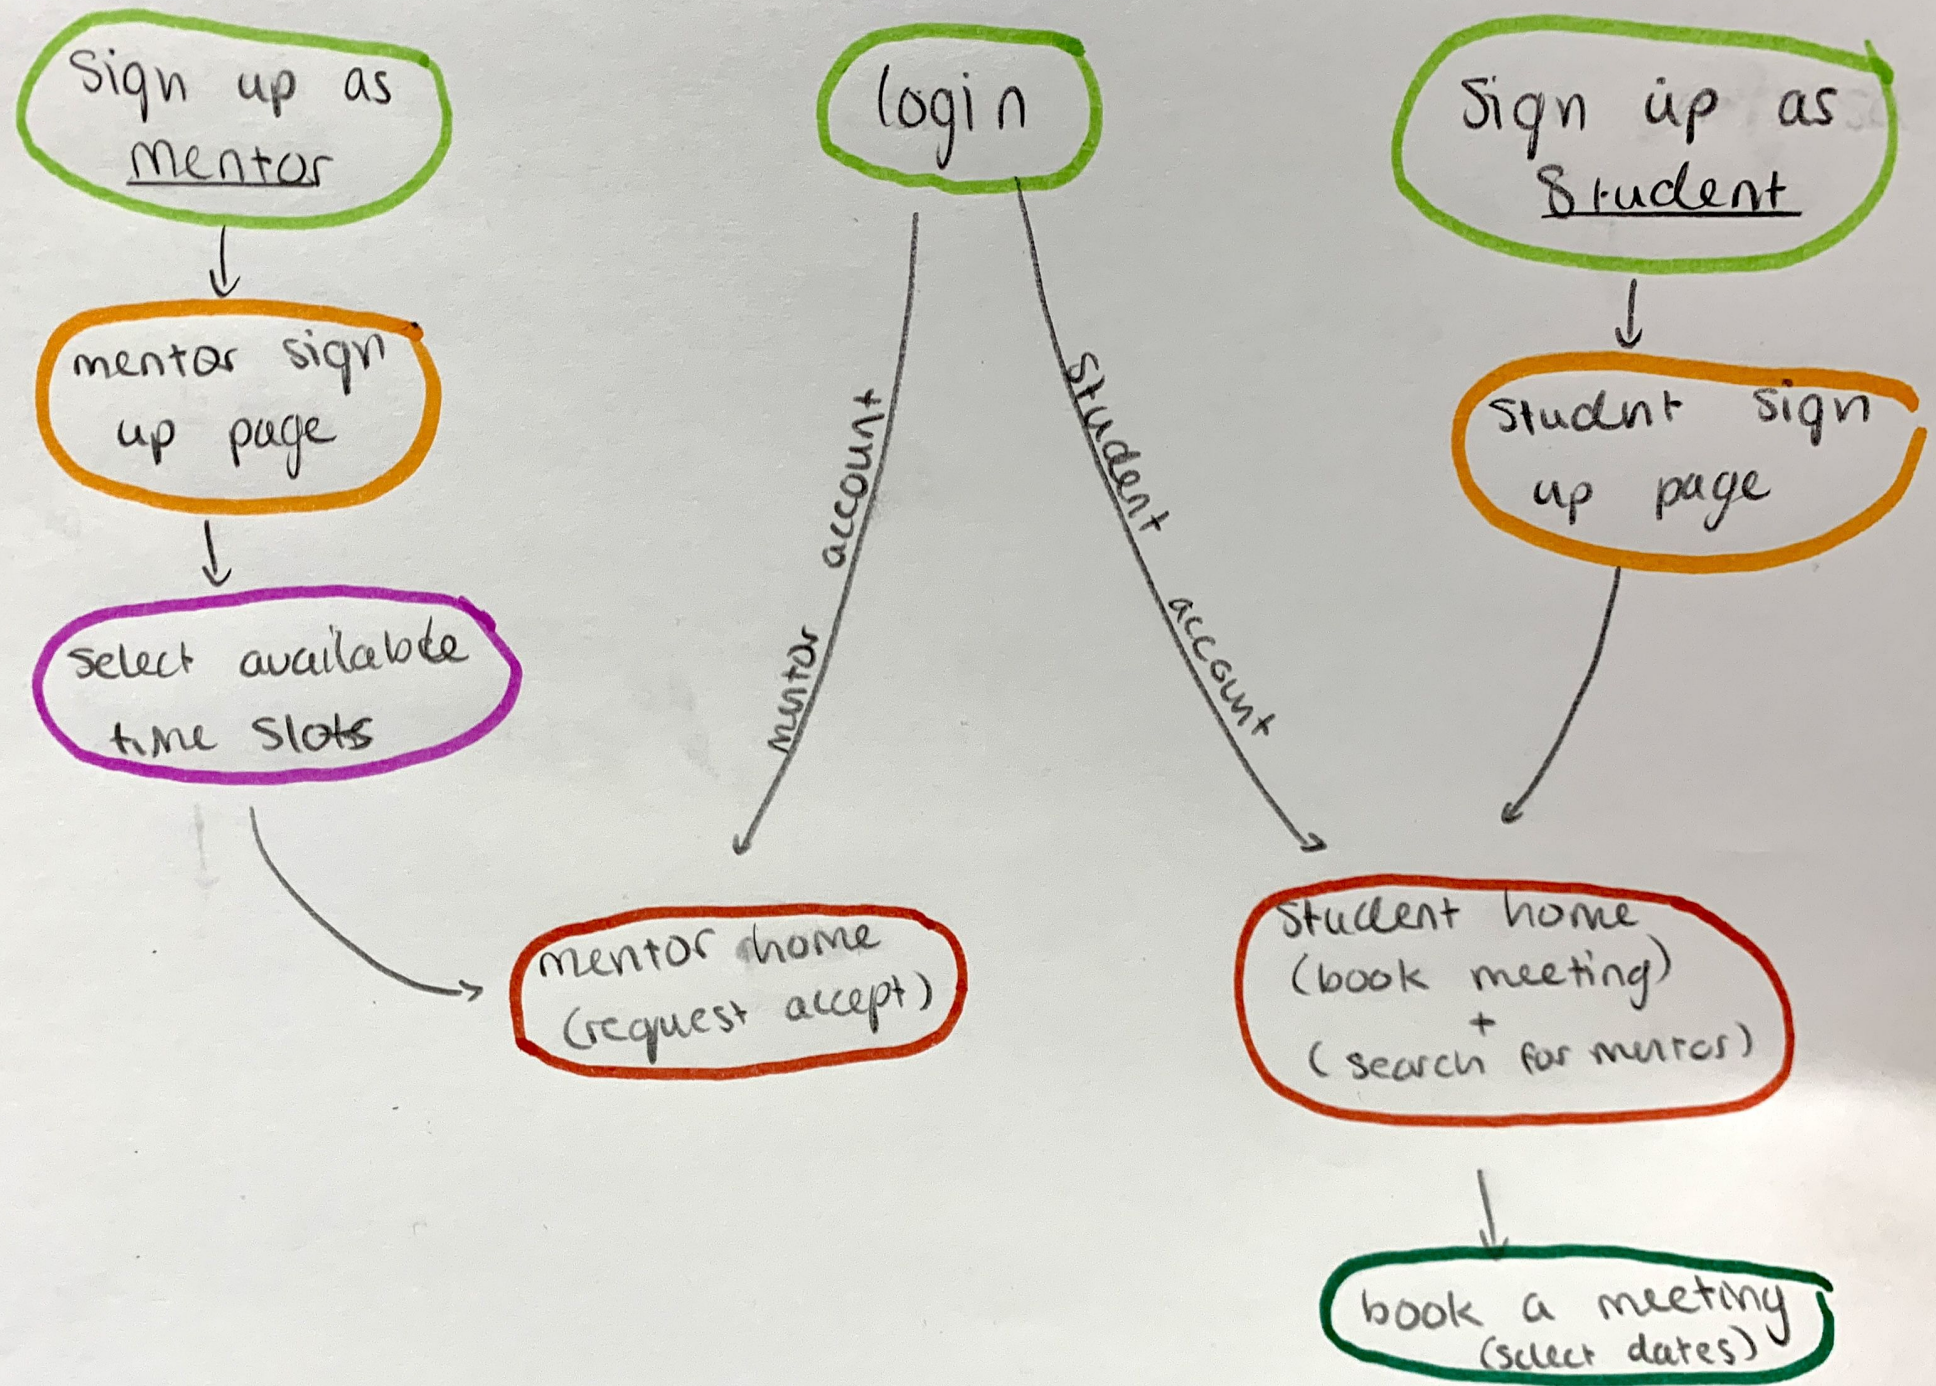 Sign up as
Mentor
login
Sign up as
Student
mentor sign
up page
student sign
up page
mentor account
Student account
select available
time slots
mentor home
(request accept)
student home
(book meeting)
+
(search for mentor)
book a meeting
(select dates)